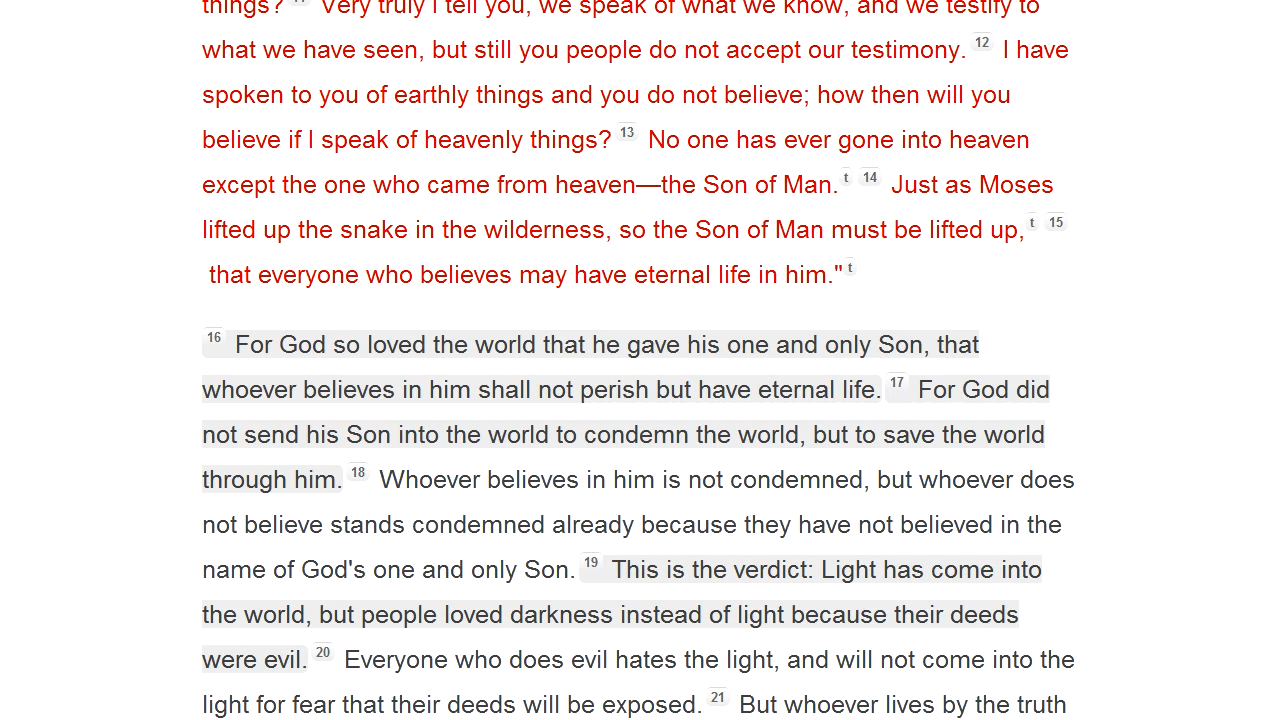 things? 11 Very truly I tell you, we speak of what we know, and we testify to
what we have seen, but still you people do not accept our testimony. 12 I have
spoken to you of earthly things and you do not believe; how then will you
believe if I speak of heavenly things? 13 No one has ever gone into heaven
except the one who came from heaven—the Son of Man. t 14 Just as Moses
lifted up the snake in the wilderness, so the Son of Man must be lifted up, t 15
that everyone who believes may have eternal life in him." t
16 For God so loved the world that he gave his one and only Son, that
whoever believes in him shall not perish but have eternal life. 17 For God did
not send his Son into the world to condemn the world, but to save the world
through him. 18 Whoever believes in him is not condemned, but whoever does
not believe stands condemned already because they have not believed in the
name of God's one and only Son. 19 This is the verdict: Light has come into
the world, but people loved darkness instead of light because their deeds
were evil. 20 Everyone who does evil hates the light, and will not come into the
light for fear that their deeds will be exposed. 21 But whoever lives by the truth